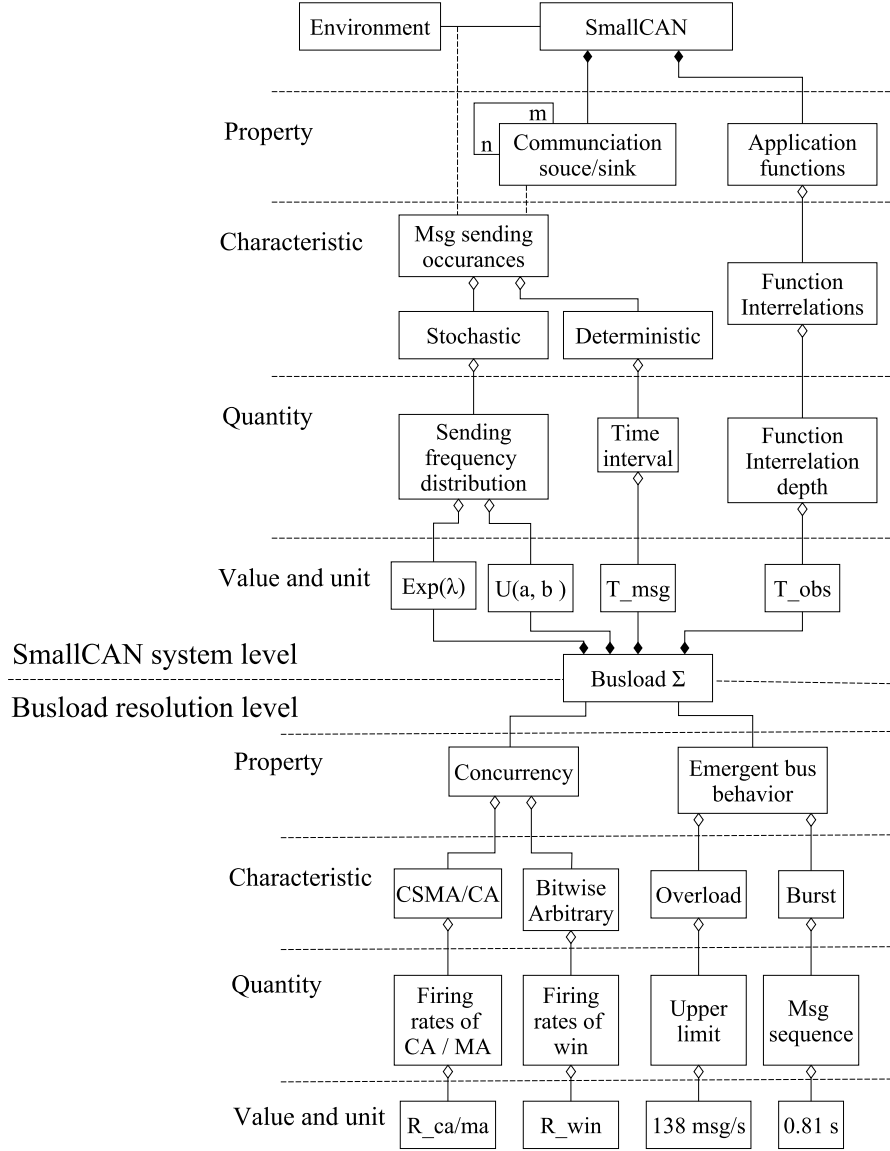 Environment
SmallCAN
Property
m
n
Communciation
souce/sink
Application
functions
Characteristic
Msg sending
occurances
Function
Interrelations
Stochastic
Deterministic
Quantity
Sending
frequency
distribution
Time
interval
Function
Interrelation
depth
Value and unit
Exp(λ)
U(a, b )
T_msg
T_obs
SmallCAN system level
Busload Σ
Busload resolution level
Property
Concurrency
Emergent bus
behavior
Characteristic
CSMA/CA
Bitwise
Arbitrary
Overload
Burst
Quantity
Firing
rates of
CA / MA
Firing
rates of
win
Upper
limit
Msg
sequence
Value and unit
R_ca/ma
R_win
138 msg/s
0.81 s